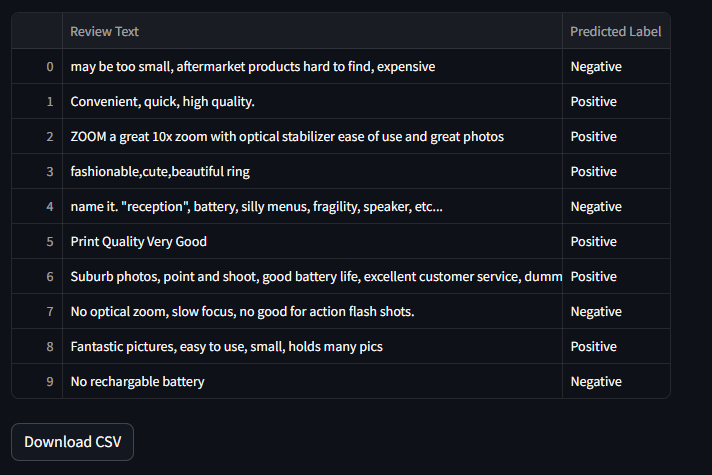 Review Text Predicted Label
0 may be too small, aftermarket products hard to find, expensive Negative
1 Convenient, quick, high quality. Positive
2 ZOOM a great 10x zoom with optical stabilizer ease of use and great photos Positive
3 fashionable,cute,beautiful ring Positive
4 name it. "reception", battery, silly menus, fragility, speaker, etc... Negative
5 Print Quality Very Good Positive
6 Suburb photos, point and shoot, good battery life, excellent customer service, dumm Positive
7 No optical zoom, slow focus, no good for action flash shots. Negative
8 Fantastic pictures, easy to use, small, holds many pics Positive
9 No rechargable battery Negative
Download CSV